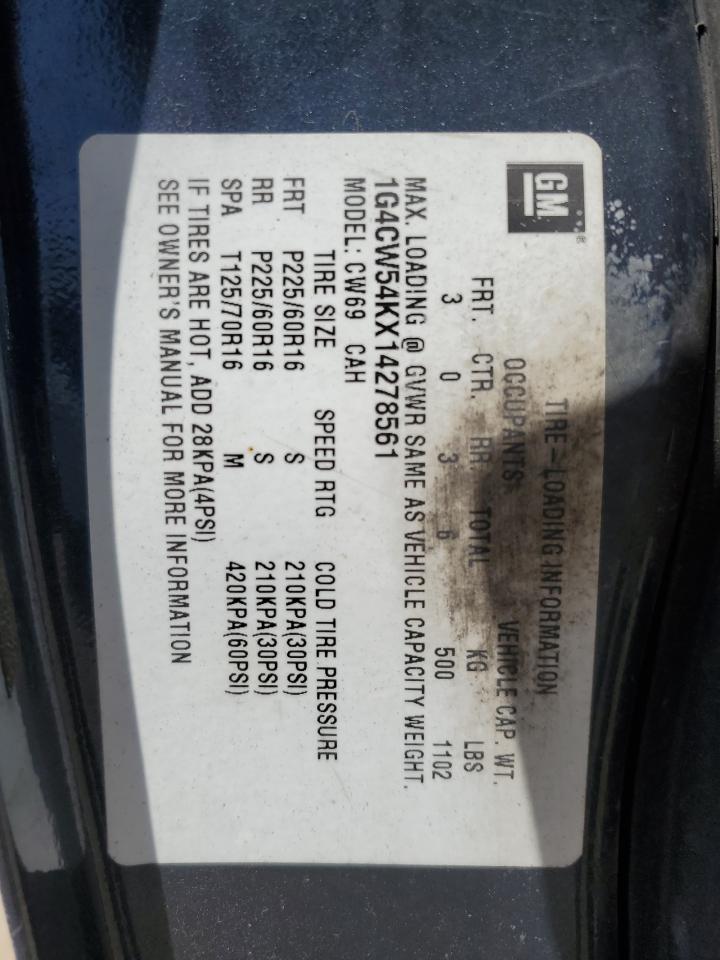 GM
TIRE-LOADING INFORMATION
OCCUPANTS VEHICLE CAP. WT.
FRT. CTR. RR. TOTAL KG LBS
3 0 3 6 500 1102
MAX. LOADING @ GVWR SAME AS VEHICLE CAPACITY WEIGHT.
1G4CW54KX14278561
MODEL: CW69 CAH
TIRE SIZE SPEED RTG COLD TIRE PRESSURE
FRT P225/60R16 S 210KPA(30PSI)
RR P225/60R16 S 210KPA(30PSI)
SPA T125/70R16 M 420KPA(60PSI)
IF TIRES ARE HOT, ADD 28KPA(4PSI)
SEE OWNER'S MANUAL FOR MORE INFORMATION